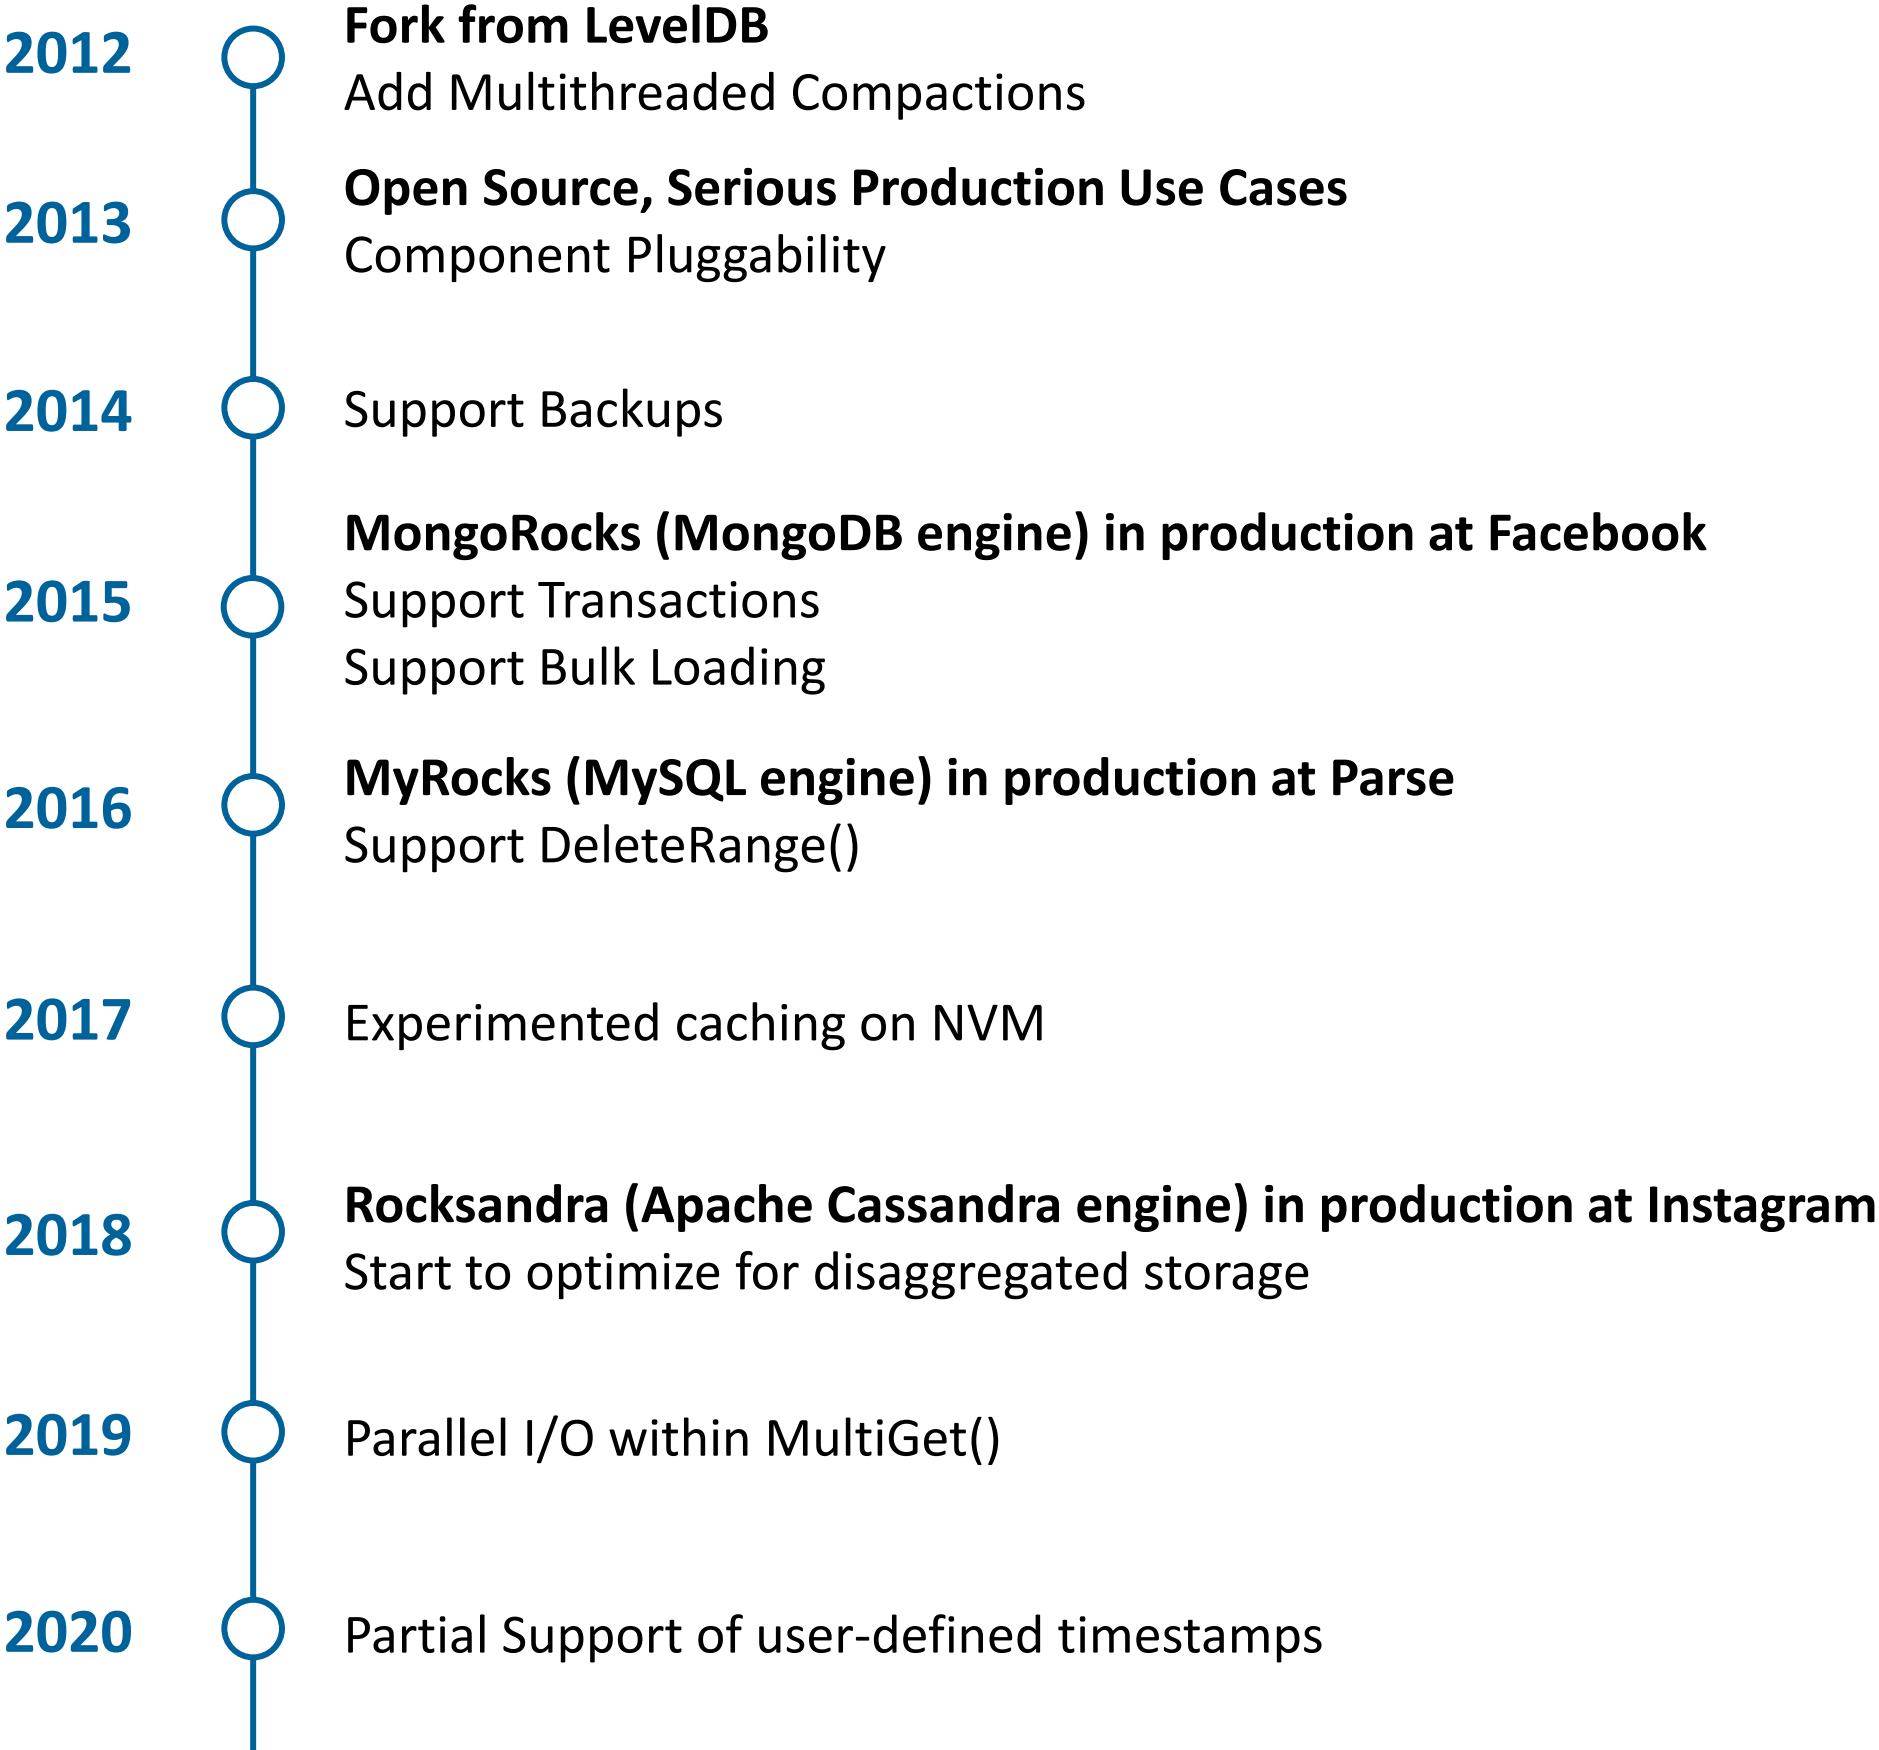 2012
Fork from LevelDB
Add Multithreaded Compactions
2013
Open Source, Serious Production Use Cases
Component Pluggability
2014
Support Backups
2015
MongoRocks (MongoDB engine) in production at Facebook
Support Transactions
Support Bulk Loading
2016
MyRocks (MySQL engine) in production at Parse
Support DeleteRange()
2017
Experimented caching on NVM
2018
Rocksandra (Apache Cassandra engine) in production at Instagram
Start to optimize for disaggregated storage
2019
Parallel I/O within MultiGet()
2020
Partial Support of user-defined timestamps